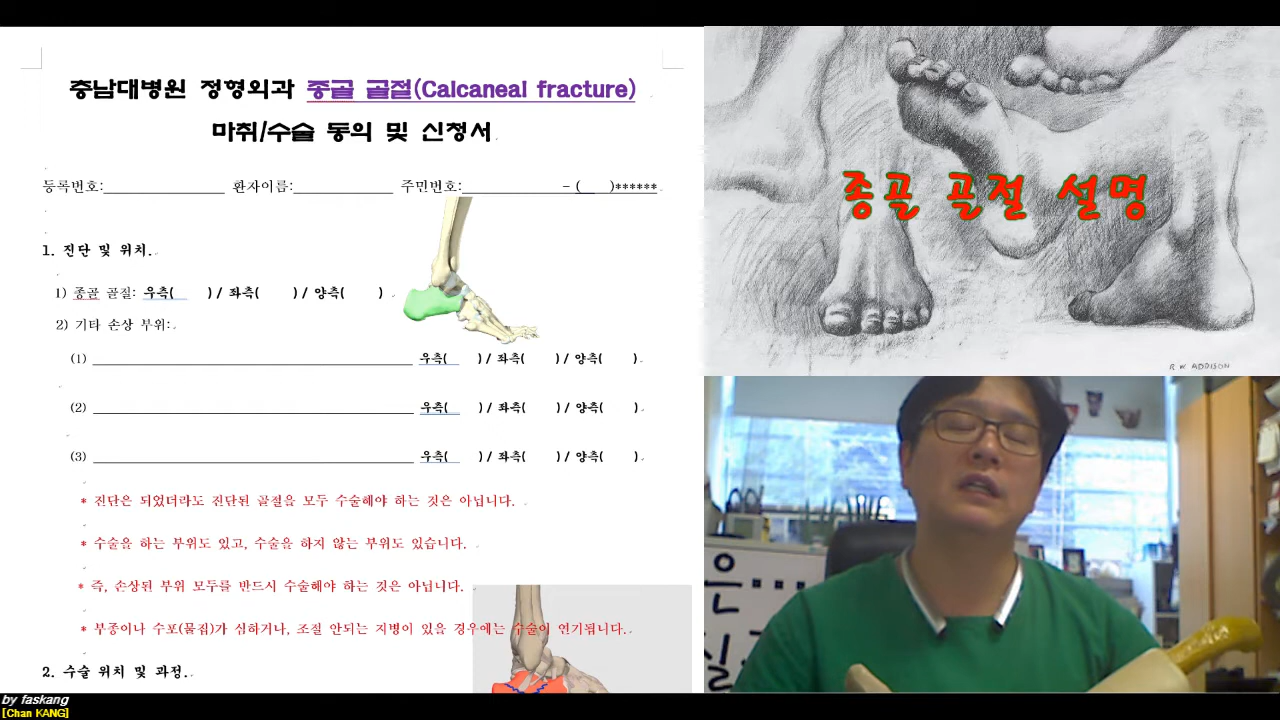 충남대병원 정형외과 종골 골절(Calcaneal fracture)
마취/수술 동의 및 신청서
등록번호:________________ 환자이름:_____________ 주민번호:_____________ - (    )******
1. 진단 및 위치.
1) 종골 골절: 우측(      ) / 좌측(      ) / 양측(      )
2) 기타 손상 부위:
(1) ________________ 우측(      ) / 좌측(      ) / 양측(      )
(2) ________________ 우측(      ) / 좌측(      ) / 양측(      )
(3) ________________ 우측(      ) / 좌측(      ) / 양측(      )
* 진단은 되었더라도 진단된 골절을 모두 수술해야 하는 것은 아닙니다.
* 수술을 하는 부위도 있고, 수술을 하지 않는 부위도 있습니다.
* 즉, 손상된 부위 모두를 반드시 수술해야 하는 것은 아닙니다.
* 부종이나 수포(물집)가 심하거나, 조절 안되는 지병이 있을 경우에는 수술이 연기됩니다.
2. 수술 위치 및 과정.
종골 골절 설명
R K ADDISON
은....
실
by faskang
[Chan KANG]